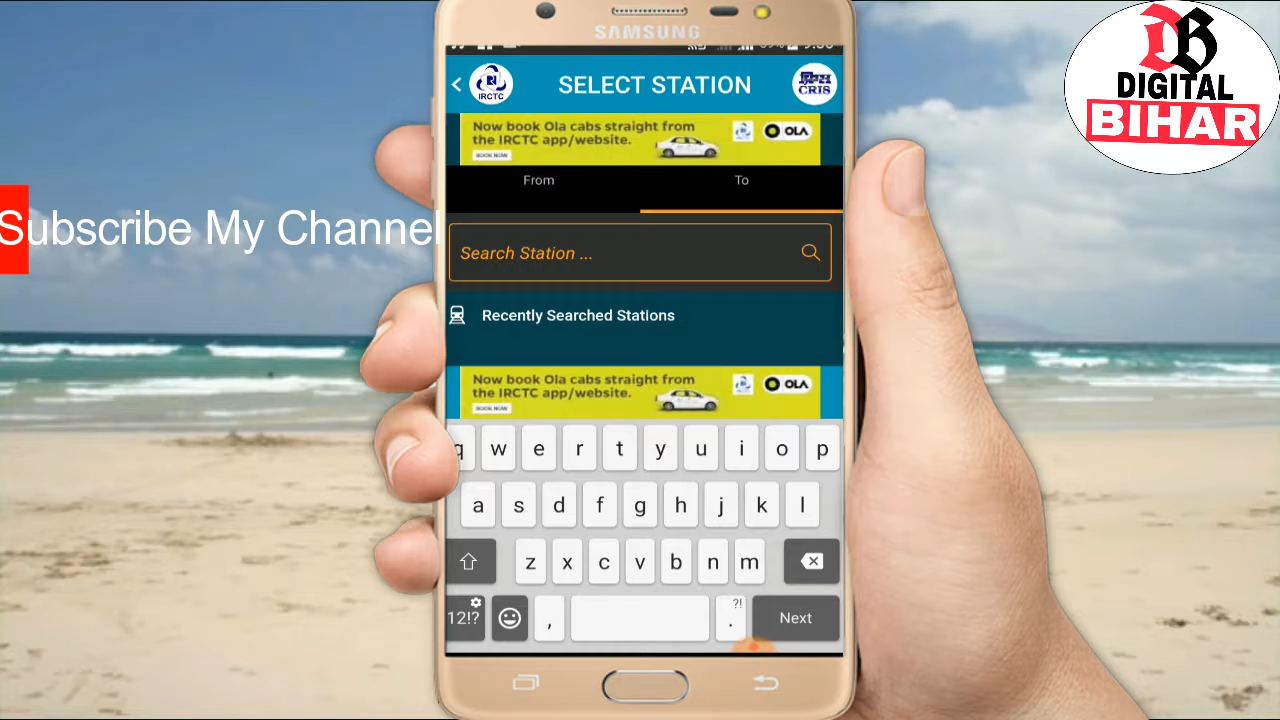 SAMSUNG
IRCTC
SELECT STATION
क्रिस
CRIS
DB
DIGITAL
BIHAR
Now book Ola cabs straight from
the IRCTC app/website.
BOOK NOW
OLA
From
To
Subscribe My Channel
Search Station ...
Recently Searched Stations
Now book Ola cabs straight from
the IRCTC app/website.
BOOK NOW
OLA
q w e r t y u i o p
a s d f g h j k l
z x c v b n m
12!? , . ?! Next